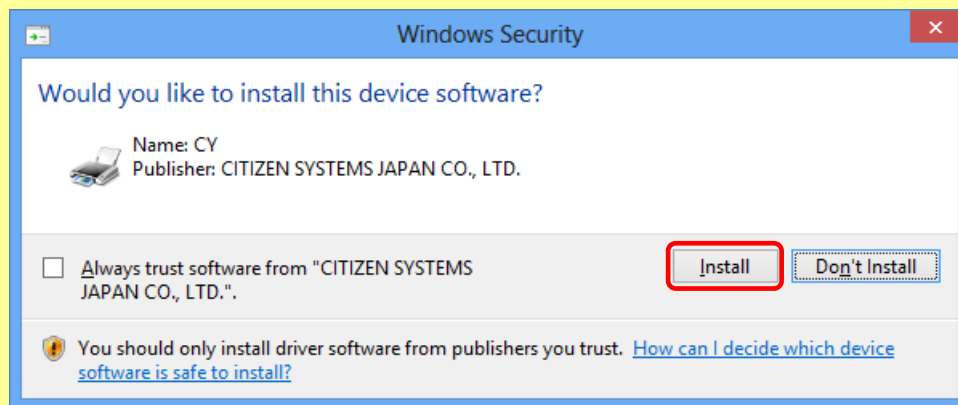 Windows Security
Would you like to install this device software?
Name: CY
Publisher: CITIZEN SYSTEMS JAPAN CO., LTD.
Always trust software from "CITIZEN SYSTEMS
JAPAN CO., LTD.".
Install
Don't Install
You should only install driver software from publishers you trust. How can I decide which device
software is safe to install?